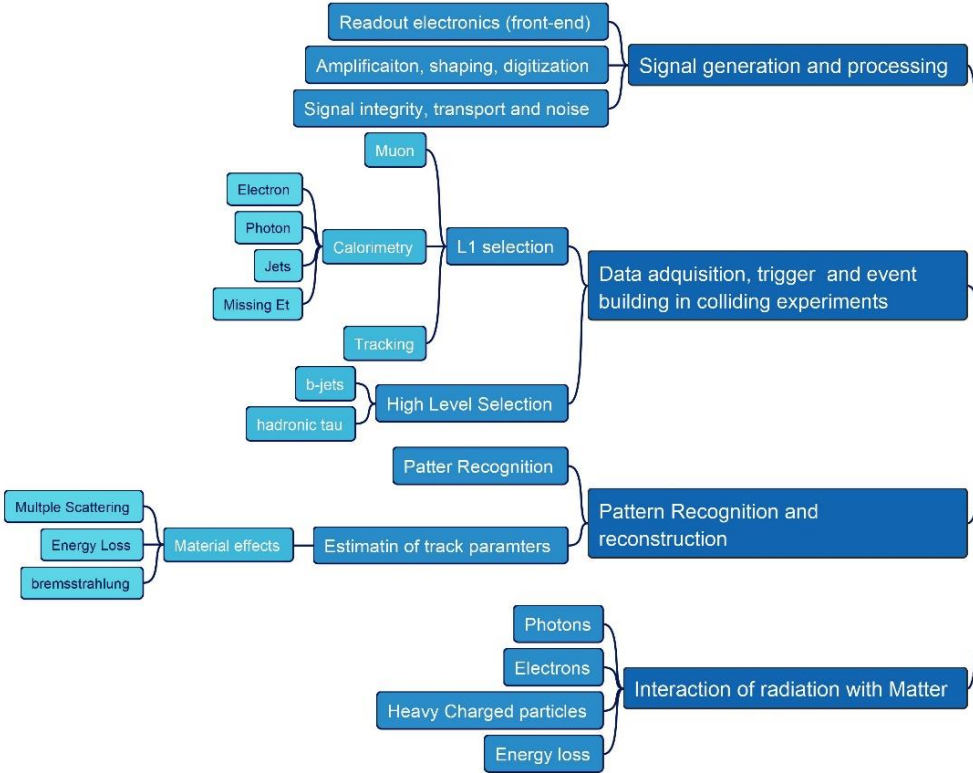 Readout electronics (front-end)
Amplificaiton, shaping, digitization
Signal generation and processing
Signal integrity, transport and noise
Muon
Electron
Photon
Calorimetry
L1 selection
Jets
Missing Et
Data adquisition, trigger and event
building in colliding experiments
Tracking
b-jets
High Level Selection
hadronic tau
Patter Recognition
Multple Scattering
Pattern Recognition and
reconstruction
Energy Loss
Material effects
Estimatin of track paramters
bremsstrahlung
Photons
Electrons
Interaction of radiation with Matter
Heavy Charged particles
Energy loss